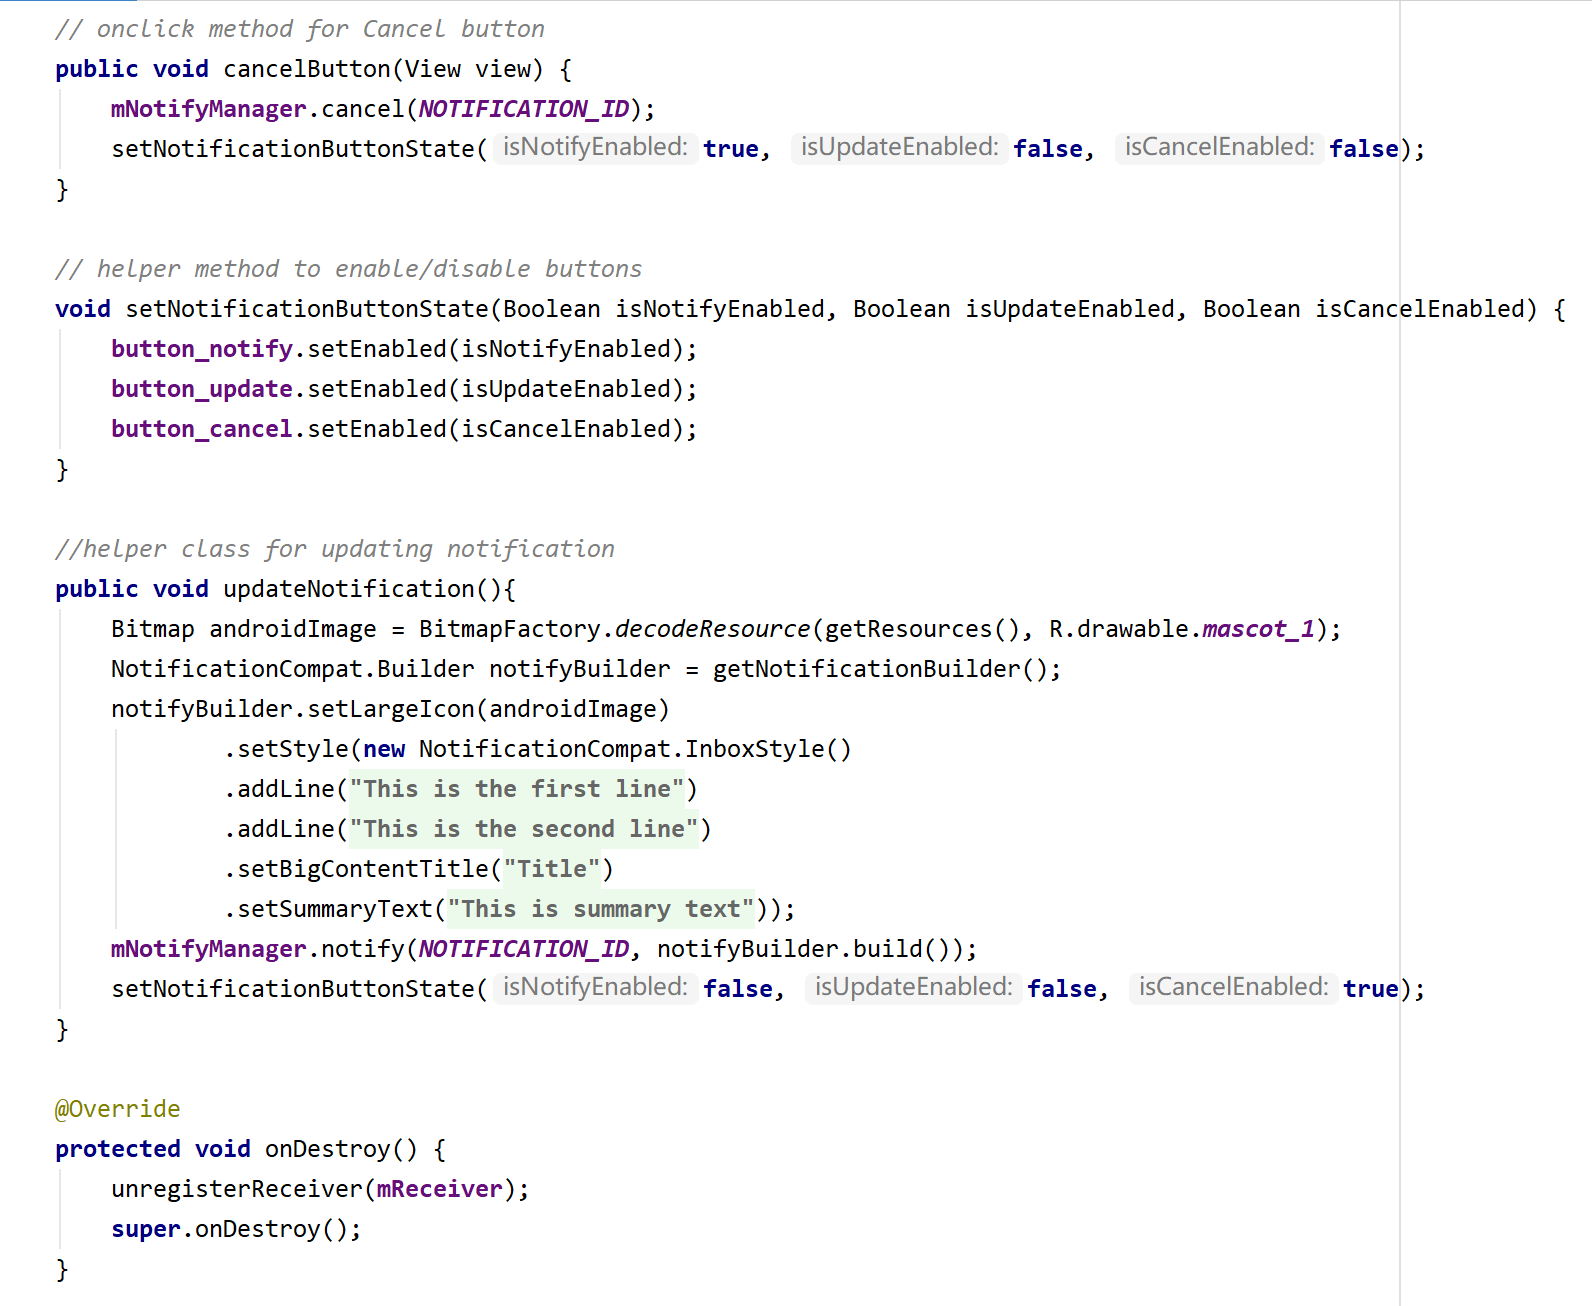 // onclick method for Cancel button
public void cancelButton(View view) {
mNotifyManager.cancel(NOTIFICATION_ID);
setNotificationButtonState( isNotifyEnabled: true, isUpdateEnabled: false, isCancelEnabled: false);
}
// helper method to enable/disable buttons
void setNotificationButtonState(Boolean isNotifyEnabled, Boolean isUpdateEnabled, Boolean isCancelEnabled) {
button_notify.setEnabled(isNotifyEnabled);
button_update.setEnabled(isUpdateEnabled);
button_cancel.setEnabled(isCancelEnabled);
}
//helper class for updating notification
public void updateNotification(){
Bitmap androidImage = BitmapFactory.decodeResource(getResources(), R.drawable.mascot_1);
NotificationCompat.Builder notifyBuilder = getNotificationBuilder();
notifyBuilder.setLargeIcon(androidImage)
.setStyle(new NotificationCompat.InboxStyle()
.addLine("This is the first line")
.addLine("This is the second line")
.setBigContentTitle("Title")
.setSummaryText("This is summary text"));
mNotifyManager.notify(NOTIFICATION_ID, notifyBuilder.build());
setNotificationButtonState( isNotifyEnabled: false, isUpdateEnabled: false, isCancelEnabled: true);
}
@Override
protected void onDestroy() {
unregisterReceiver(mReceiver);
super.onDestroy();
}